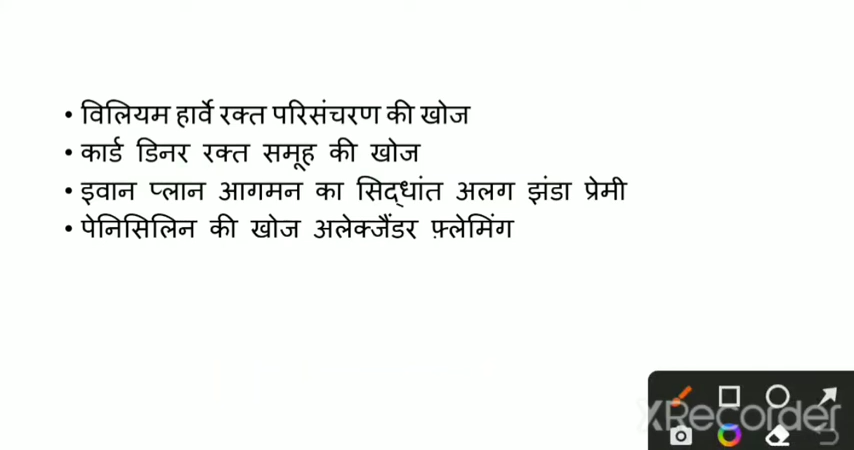 • विलियम हार्वे रक्त परिसंचरण की खोज
• कार्ड डिनर रक्त समूह की खोज
• इवान प्लान आगमन का सिद्धांत अलग झंडा प्रेमी
• पेनिसिलिन की खोज अलेक्जैंडर फ़्लेमिंग
XRecorder